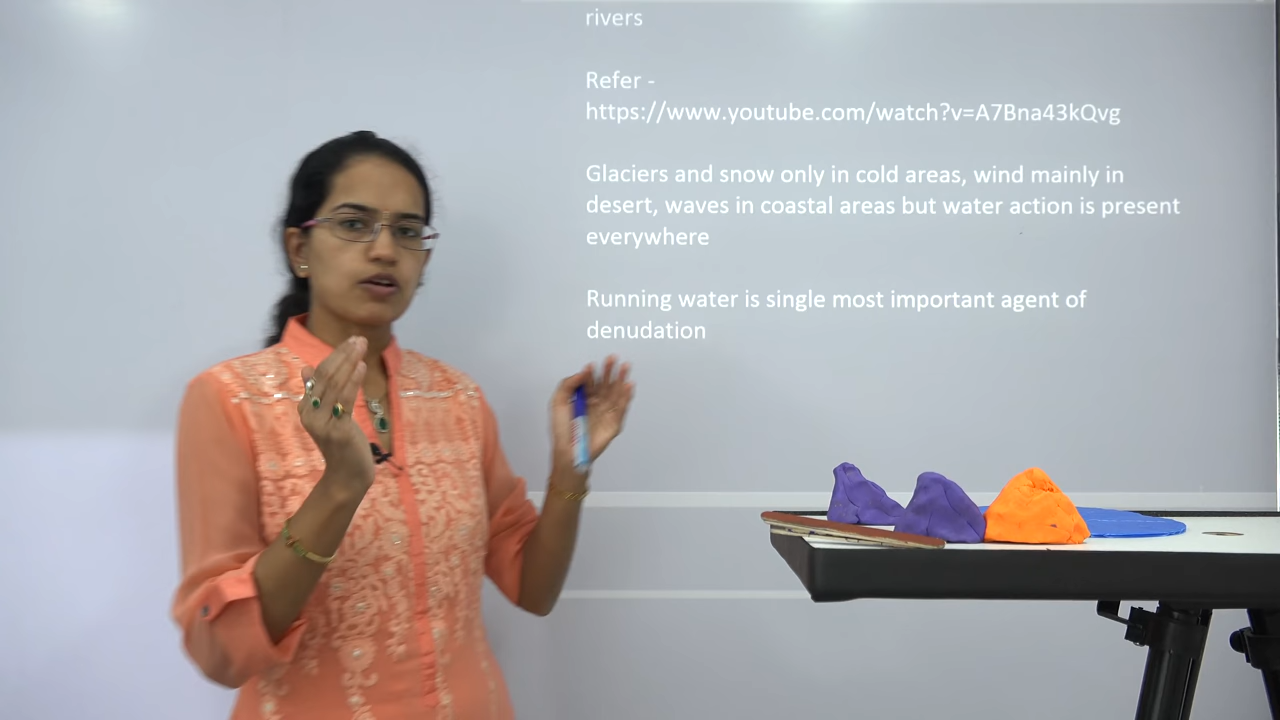 rivers
Refer -
https://www.youtube.com/watch?v=A7Bna43kQvg
Glaciers and snow only in cold areas, wind mainly in
desert, waves in coastal areas but water action is present
everywhere
Running water is single most important agent of
denudation